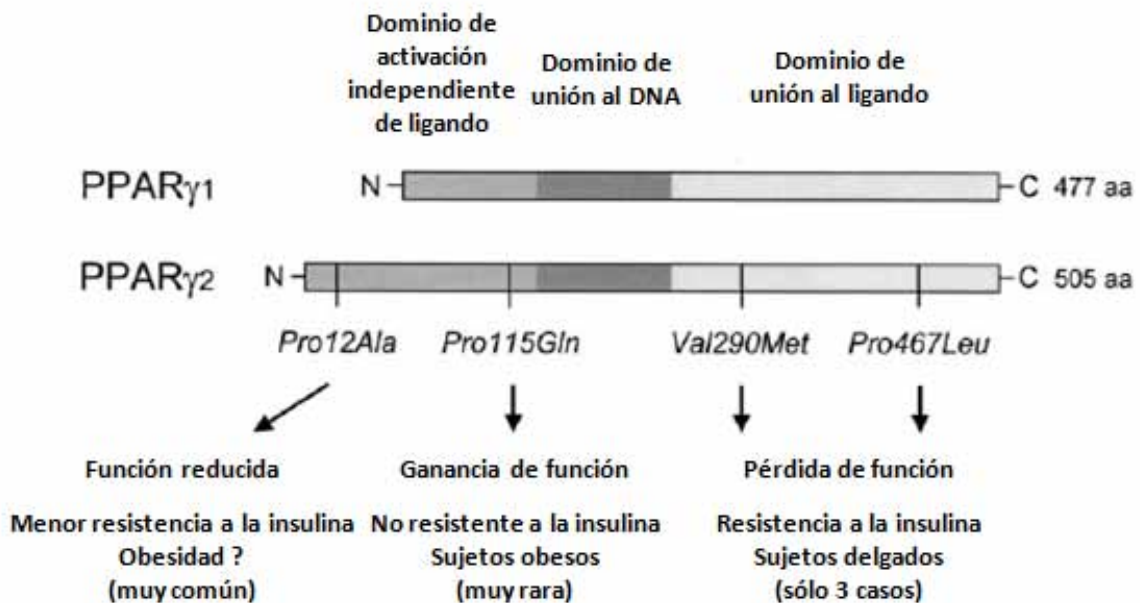 Dominio de
activación
independiente
de ligando
Dominio de
unión al DNA
Dominio de
unión al ligando
PPARγ1 N C 477 aa
PPARγ2 N C 505 aa
Pro12Ala Pro115Gln Val290Met Pro467Leu
Función reducida
Menor resistencia a la insulina
Obesidad ?
(muy común)
Ganancia de función
No resistente a la insulina
Sujetos obesos
(muy rara)
Pérdida de función
Resistencia a la insulina
Sujetos delgados
(sólo 3 casos)